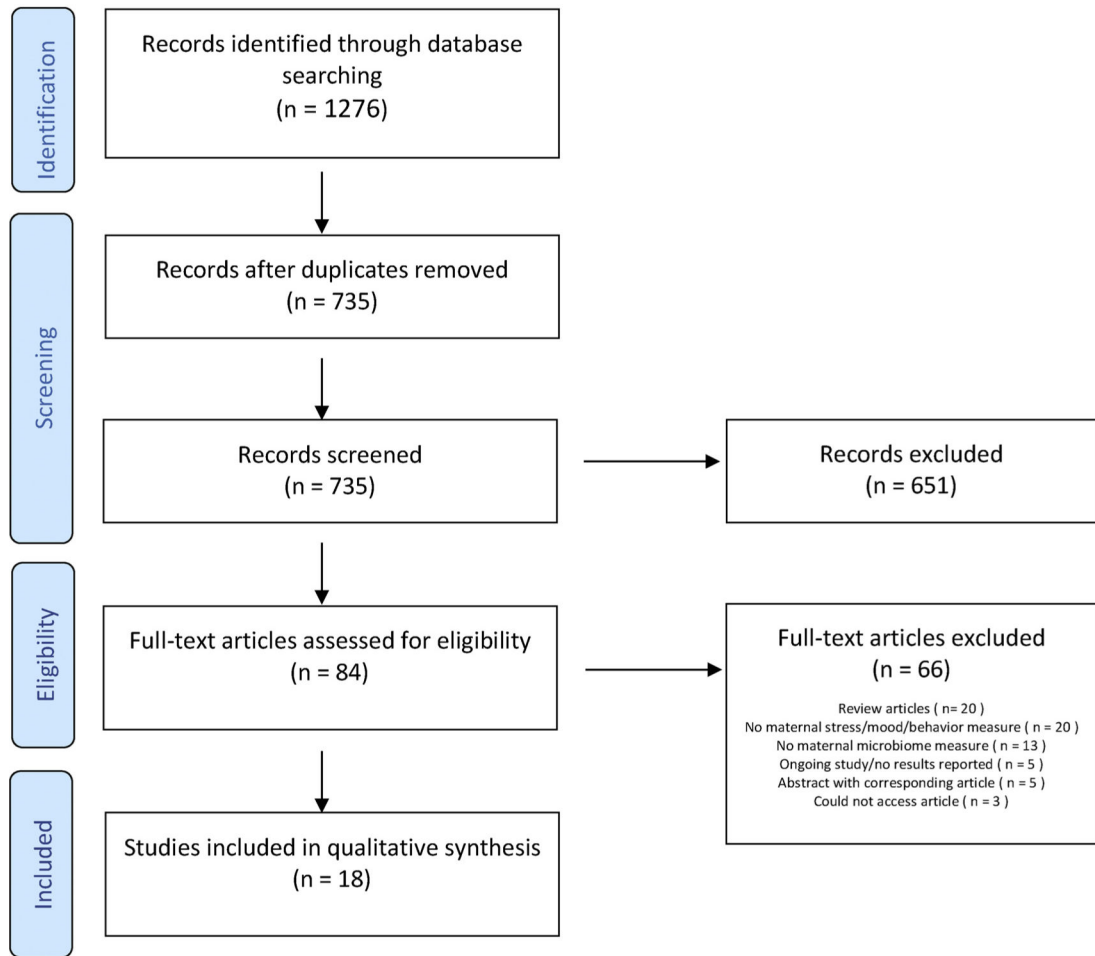 Identification
Records identified through database
searching
(n = 1276)
Screening
Records after duplicates removed
(n = 735)
Records screened
(n = 735)
Records excluded
(n = 651)
Eligibility
Full-text articles assessed for eligibility
(n = 84)
Full-text articles excluded
(n = 66)
Review articles ( n= 20 )
No maternal stress/mood/behavior measure ( n = 20 )
No maternal microbiome measure ( n = 13 )
Ongoing study/no results reported ( n = 5 )
Abstract with corresponding article ( n = 5 )
Could not access article ( n = 3 )
Included
Studies included in qualitative synthesis
(n = 18)